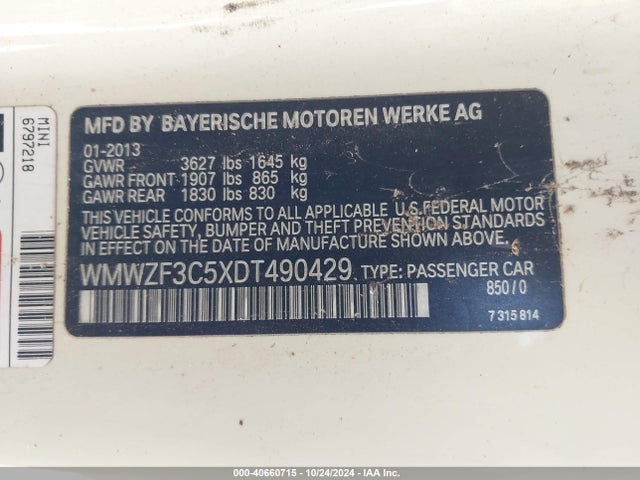 MFD BY BAYERISCHE MOTOREN WERKE AG
01-2013
GVWR 3627 lbs 1645 kg
GAWR FRONT 1907 lbs 865 kg
GAWR REAR 1830 lbs 830 kg
THIS VEHICLE CONFORMS TO ALL APPLICABLE U.S.FEDERAL MOTOR
VEHICLE SAFETY, BUMPER AND THEFT PREVENTION STANDARDS
IN EFFECT ON THE DATE OF MANUFACTURE SHOWN ABOVE.
WMWZF3C5XDT490429 TYPE: PASSENGER CAR
850/0
7 315 814
MINI
6797218
000-40660715 - 10/24/2024 - IAAI.com